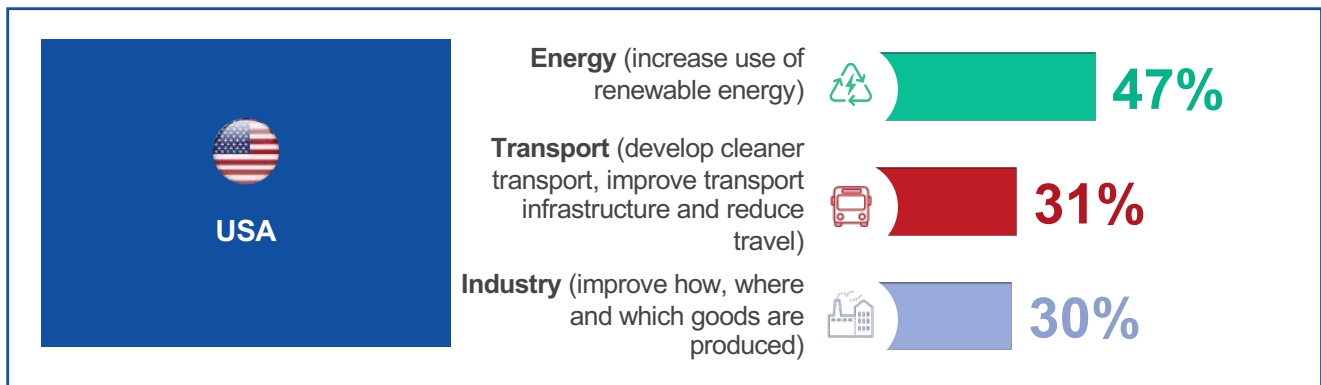 USA
Energy (increase use of
renewable energy)
47%
Transport (develop cleaner
transport, improve transport
infrastructure and reduce
travel)
31%
Industry (improve how, where
and which goods are
produced)
30%